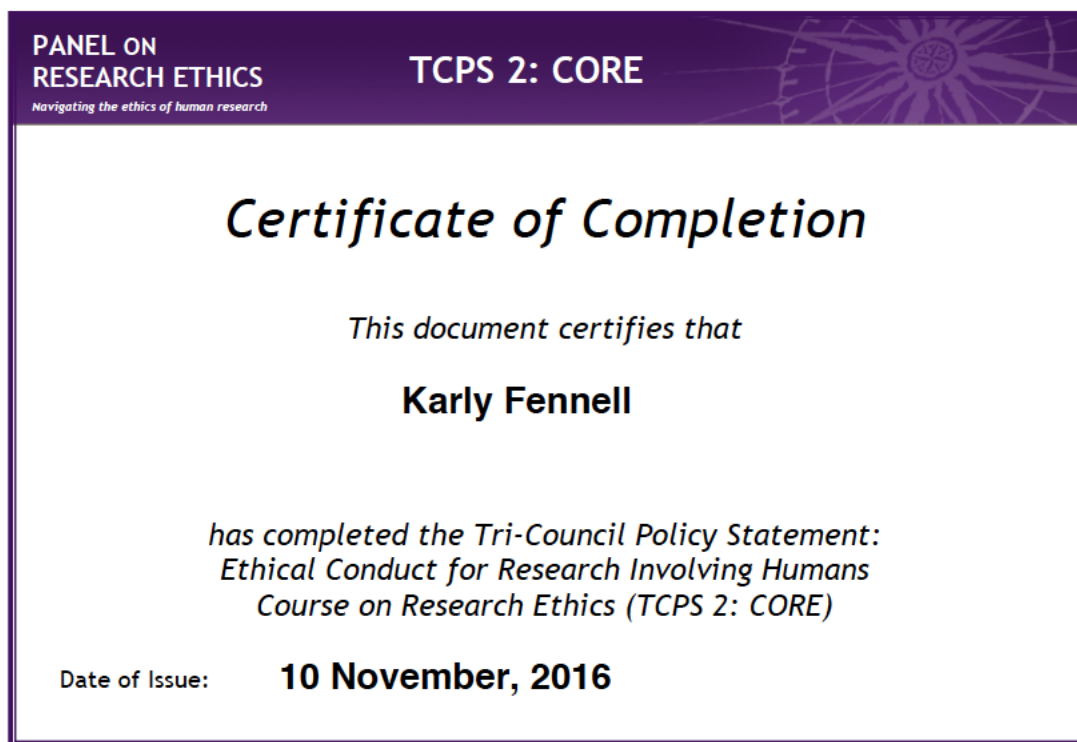 PANEL ON
RESEARCH ETHICS
Navigating the ethics of human research
TCPS 2: CORE
Certificate of Completion
This document certifies that
Karly Fennell
has completed the Tri-Council Policy Statement:
Ethical Conduct for Research Involving Humans
Course on Research Ethics (TCPS 2: CORE)
Date of Issue: 10 November, 2016